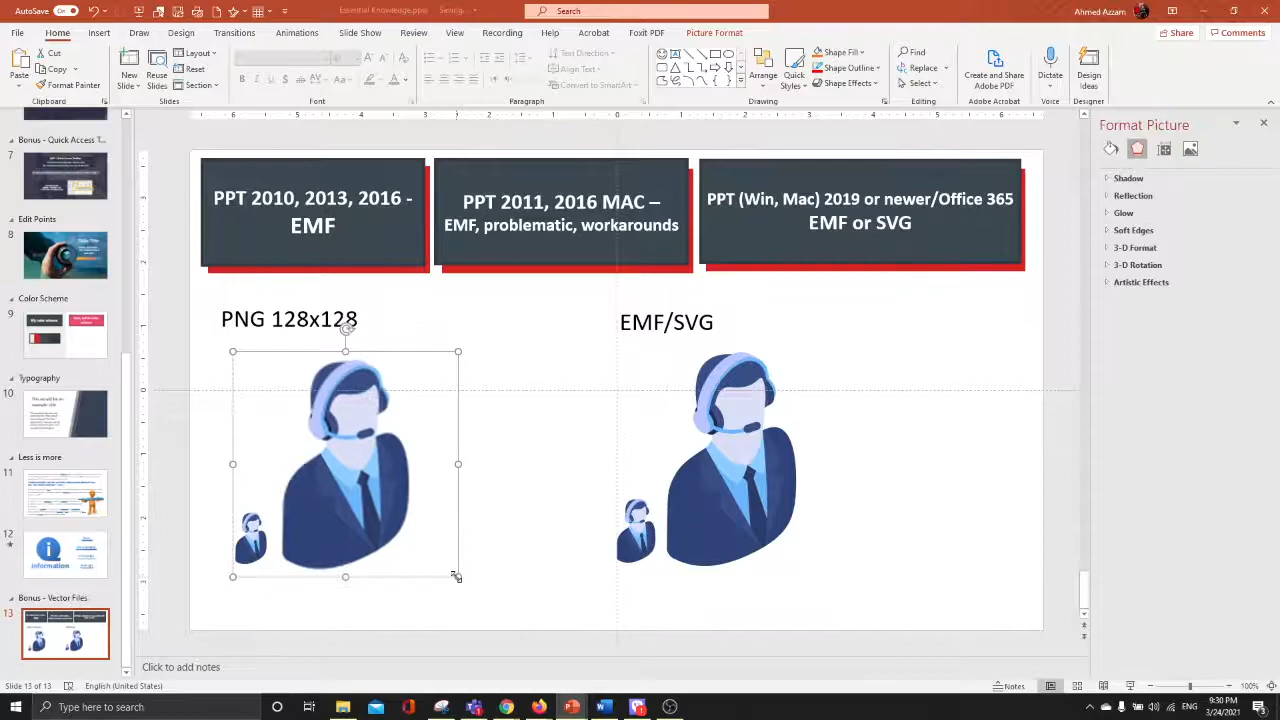 AutoSave
On
Essential Knowledge.pptx
Saving...
Search
Ahmed Azzam
File
Home
Insert
Draw
Design
Transitions
Animations
Slide Show
Review
View
Recording
Help
Acrobat
Foxit PDF
Picture Format
Share
Comments
Paste
Cut
Copy
Format Painter
Clipboard
New
Slide
Reuse
Slides
Layout
Reset
Section
Slides
Font
Text Direction
Align Text
Convert to SmartArt
Paragraph
Arrange
Quick
Styles
Shape Fill
Shape Outline
Shape Effects
Drawing
Find
Replace
Select
Editing
Create and Share
Adobe PDF
Adobe Acrobat
Dictate
Voice
Design
Ideas
Designer
Bonus - Quick Access T...
7
Edit Points
8
Color Scheme
9
Typography
10
Less is more
11
12
information
Bonus - Vector Files
13
PPT 2010, 2013, 2016 -
EMF
PPT 2011, 2016 MAC –
EMF, problematic, workarounds
PPT (Win, Mac) 2019 or newer/Office 365
EMF or SVG
PNG 128x128
EMF/SVG
Format Picture
Shadow
Reflection
Glow
Soft Edges
3-D Format
3-D Rotation
Artistic Effects
Click to add notes
Slide 13 of 13
English (United States)
Notes
100%
Type here to search
9:30 PM
3/24/2021